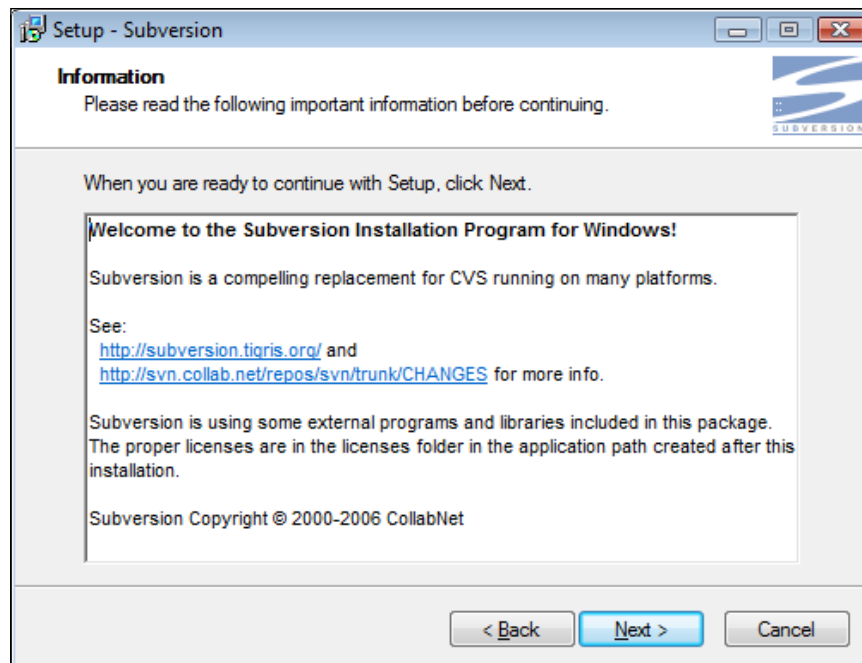 Setup - Subversion
Information
Please read the following important information before continuing.
SUBVERSION
When you are ready to continue with Setup, click Next.
Welcome to the Subversion Installation Program for Windows!
Subversion is a compelling replacement for CVS running on many platforms.
See:
http://subversion.tigris.org/ and
http://svn.collab.net/repos/svn/trunk/CHANGES for more info.
Subversion is using some external programs and libraries included in this package.
The proper licenses are in the licenses folder in the application path created after this
installation.
Subversion Copyright © 2000-2006 CollabNet
< Back
Next >
Cancel